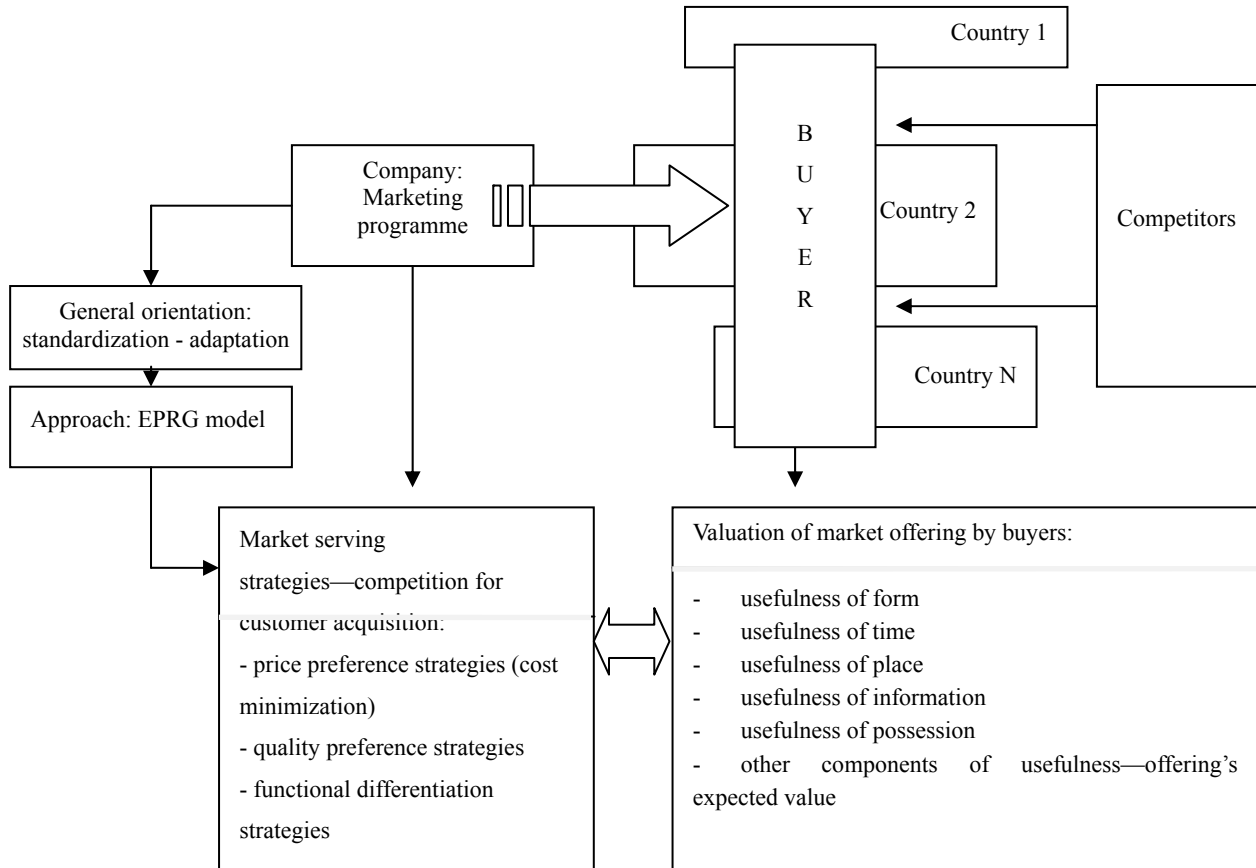 Country 1
B
U
Y
E
R
Company:
Marketing
programme
Country 2
Competitors
General orientation:
standardization - adaptation
Country N
Approach: EPRG model
Market serving
strategies—competition for
customer acquisition:
- price preference strategies (cost
minimization)
- quality preference strategies
- functional differentiation
strategies
Valuation of market offering by buyers:
- usefulness of form
- usefulness of time
- usefulness of place
- usefulness of information
- usefulness of possession
- other components of usefulness—offering’s
expected value